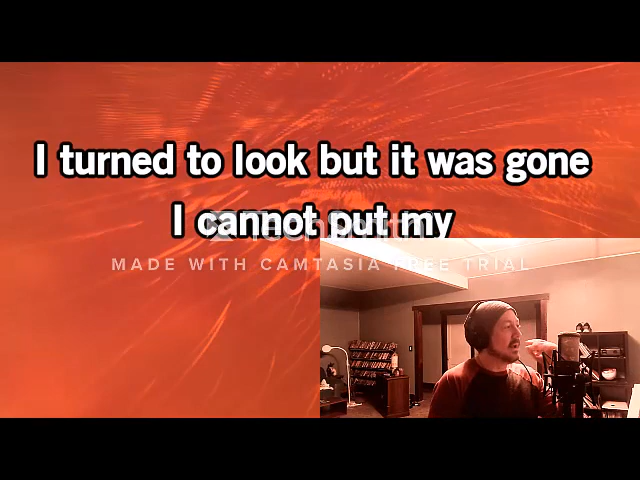 I turned to look but it was gone
I cannot put my
MADE WITH CAMTASIA FREE TRIAL